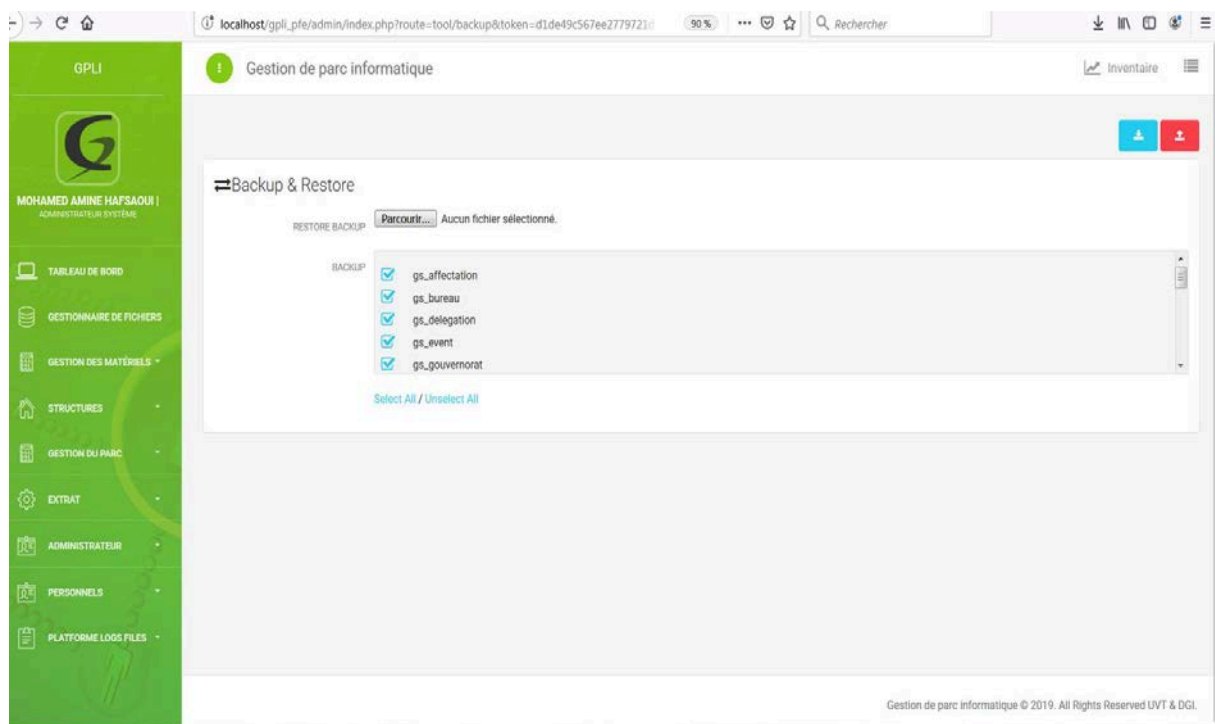 localhost/gpli_pfe/admin/index.php?route=tool/backup&token=d1de49c567ee2779721
90 %
Rechercher
GPLI
Gestion de parc informatique
Inventaire
MOHAMED AMINE HAFSAOUI |
ADMINISTRATEUR SYSTÈME
TABLEAU DE BORD
GESTIONNAIRE DE FICHIERS
GESTION DES MATÉRIELS
STRUCTURES
GESTION DU PARC
EXTRAT
ADMINISTRATEUR
PERSONNELS
PLATFORME LOGS FILES
Backup & Restore
RESTORE BACKUP Parcourir... Aucun fichier sélectionné.
BACKUP
gs_affectation
gs_bureau
gs_delegation
gs_event
gs_gouvernorat
Select All / Unselect All
Gestion de parc informatique © 2019. All Rights Reserved UVT & DGI.